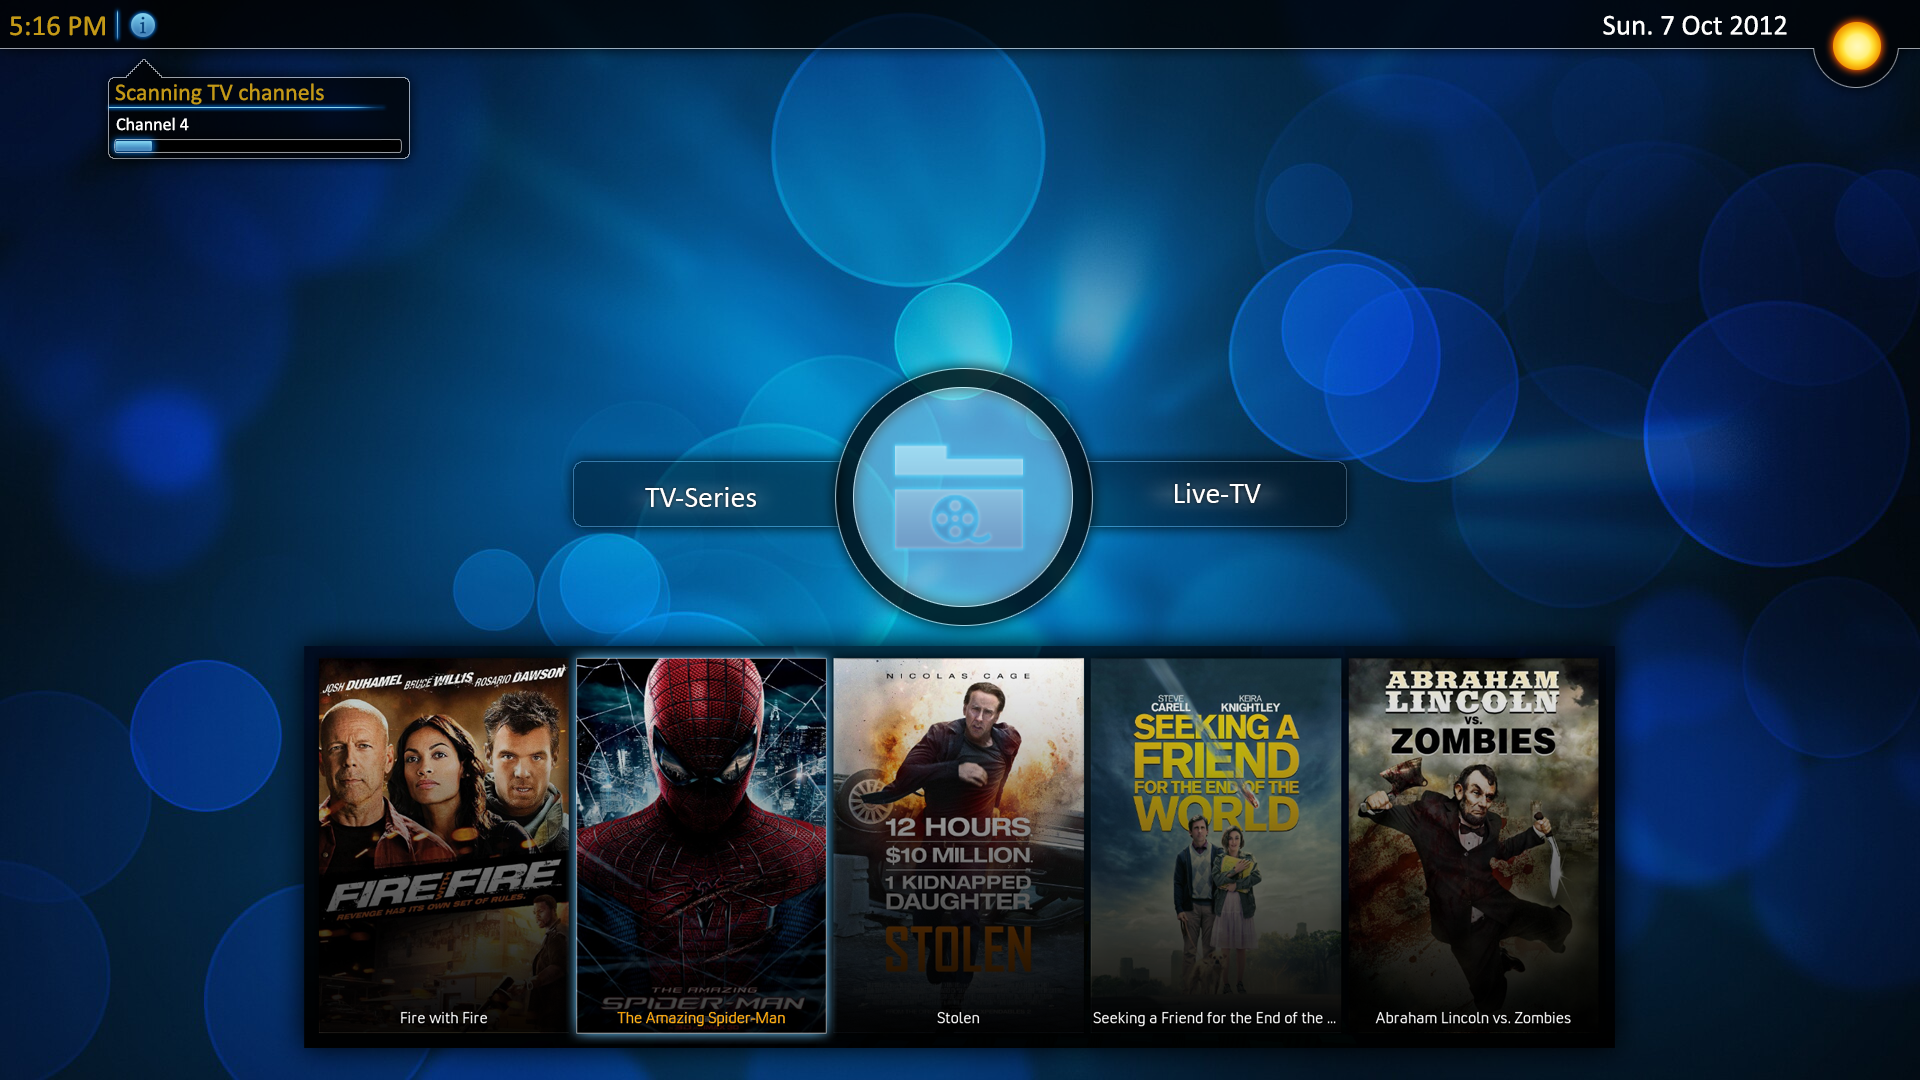 5:16 PM
i
Sun. 7 Oct 2012
Scanning TV channels
Channel 4
TV-Series
Live-TV
JOSH DUHAMEL BRUCE WILLIS ROSARIO DAWSON
FIRE WITH FIRE
REVENGE HAS ITS OWN SET OF RULES.
Fire with Fire
THE AMAZING
SPIDER-MAN
The Amazing Spider-Man
NICOLAS CAGE
12 HOURS
$10 MILLION.
1 KIDNAPPED
DAUGHTER.
STOLEN
Stolen
STEVE CARELL
KEIRA KNIGHTLEY
SEEKING A
FRIEND
FOR THE END OF THE
WORLD
Seeking a Friend for the End of the ...
ABRAHAM
LINCOLN
VS.
ZOMBIES
Abraham Lincoln vs. Zombies